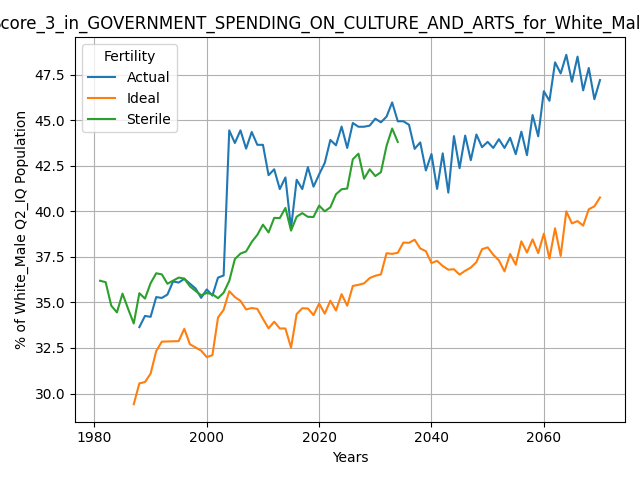 core_3_in_GOVERNMENT_SPENDING_ON_CULTURE_AND_ARTS_for_White_Mal
Fertility
Actual
Ideal
Sterile
% of White_Male Q2_IQ Population
47.5
45.0
42.5
40.0
37.5
35.0
32.5
30.0
1980
2000
2020
2040
2060
Years